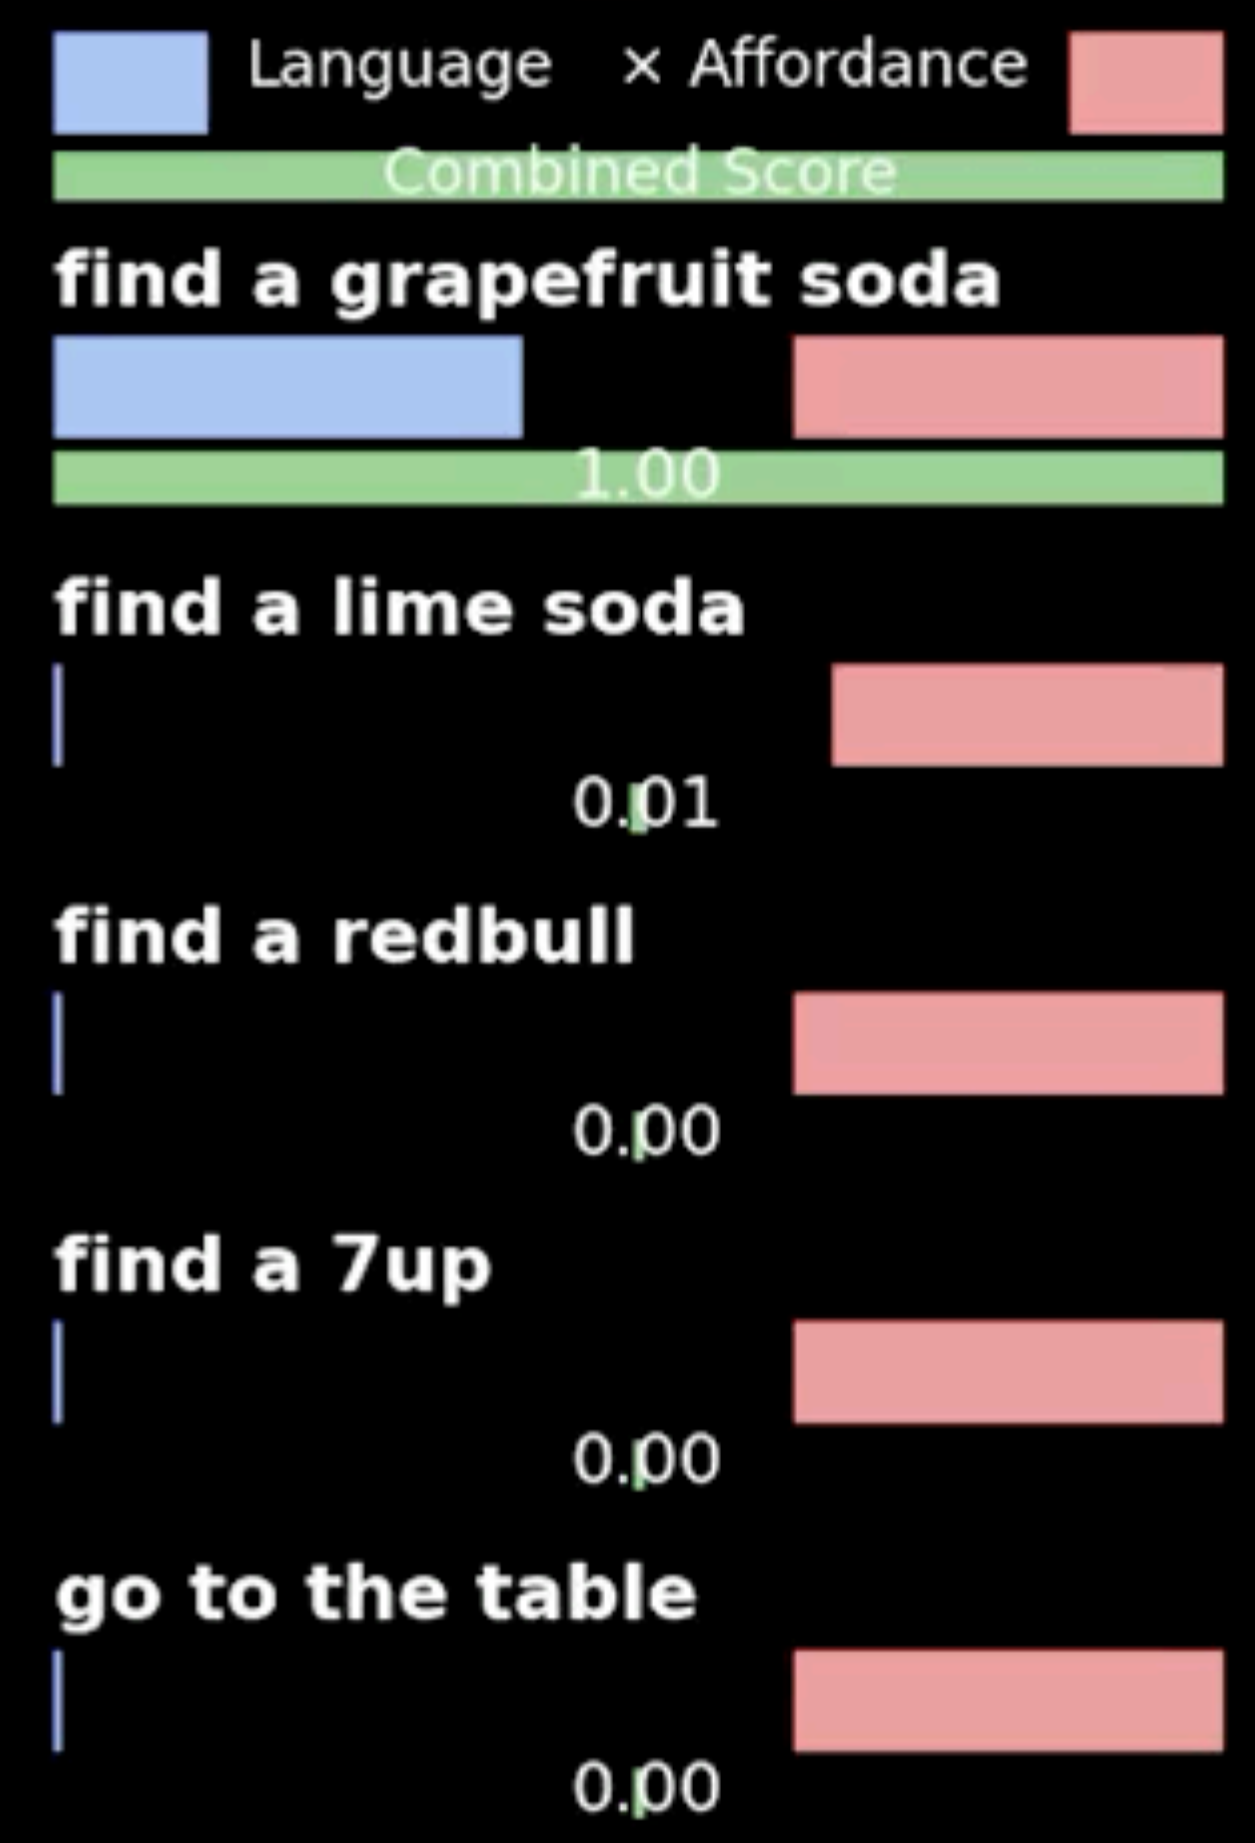 Language × Affordance
Combined Score
find a grapefruit soda
1.00
find a lime soda
0.01
find a redbull
0.00
find a 7up
0.00
go to the table
0.00